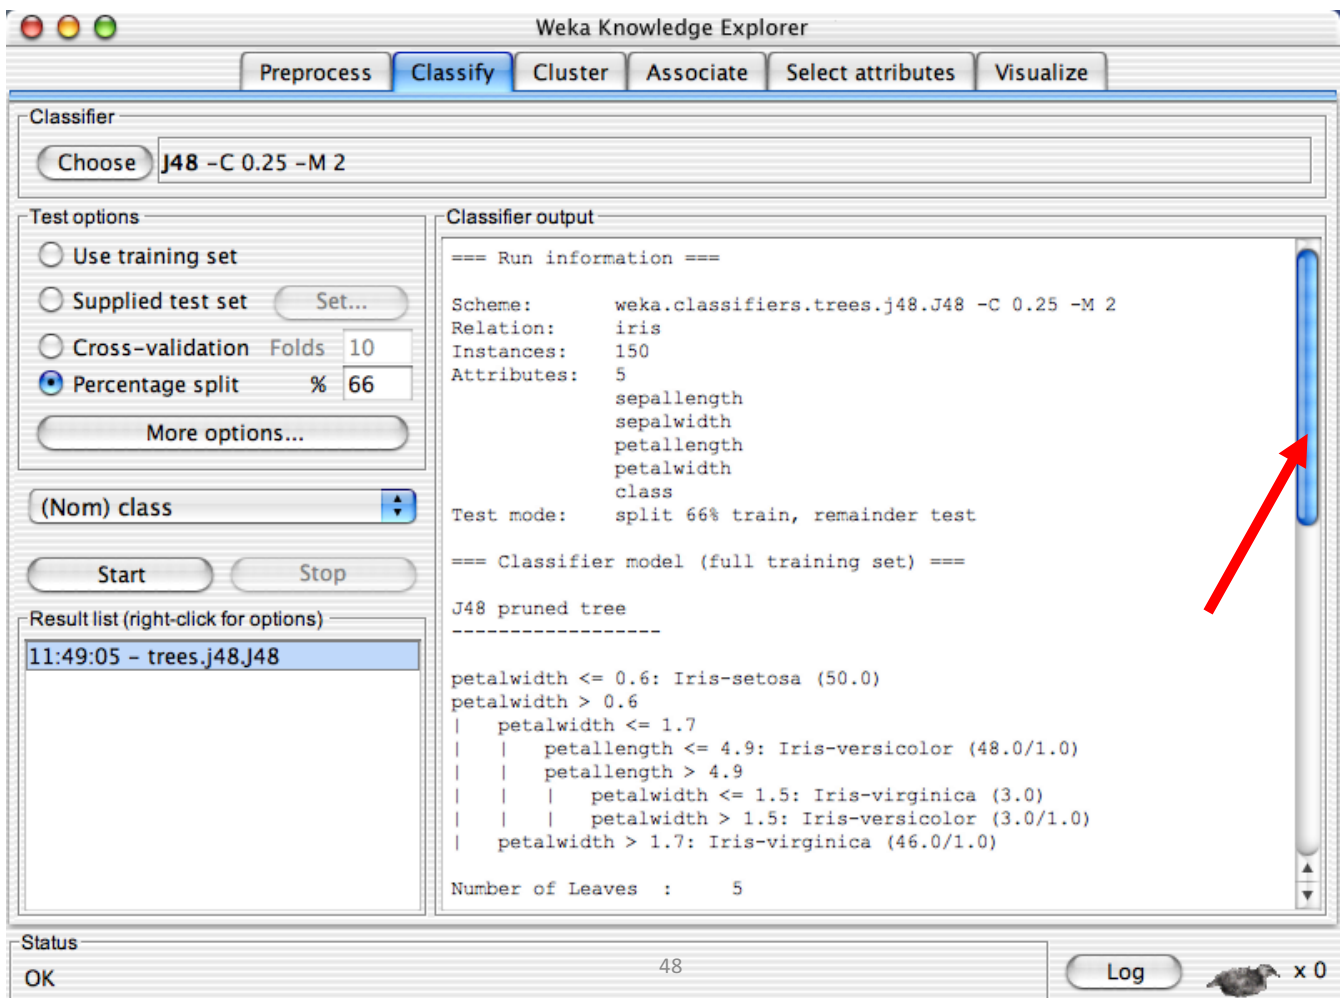 Weka Knowledge Explorer
Preprocess Classify Cluster Associate Select attributes Visualize
Classifier
Choose J48 -C 0.25 -M 2
Test options
Use training set
Supplied test set Set...
Cross-validation Folds 10
Percentage split % 66
More options...
(Nom) class
Start Stop
Result list (right-click for options)
11:49:05 - trees.j48.J48
Classifier output
=== Run information ===
Scheme: weka.classifiers.trees.j48.J48 -C 0.25 -M 2
Relation: iris
Instances: 150
Attributes: 5
sepallength
sepalwidth
petallength
petalwidth
class
Test mode: split 66% train, remainder test
=== Classifier model (full training set) ===
J48 pruned tree
------------------
petalwidth <= 0.6: Iris-setosa (50.0)
petalwidth > 0.6
|   petalwidth <= 1.7
|   |   petallength <= 4.9: Iris-versicolor (48.0/1.0)
|   |   petallength > 4.9
|   |   |   petalwidth <= 1.5: Iris-virginica (3.0)
|   |   |   petalwidth > 1.5: Iris-versicolor (3.0/1.0)
|   petalwidth > 1.7: Iris-virginica (46.0/1.0)
Number of Leaves : 5
Status
OK
48
Log
x 0